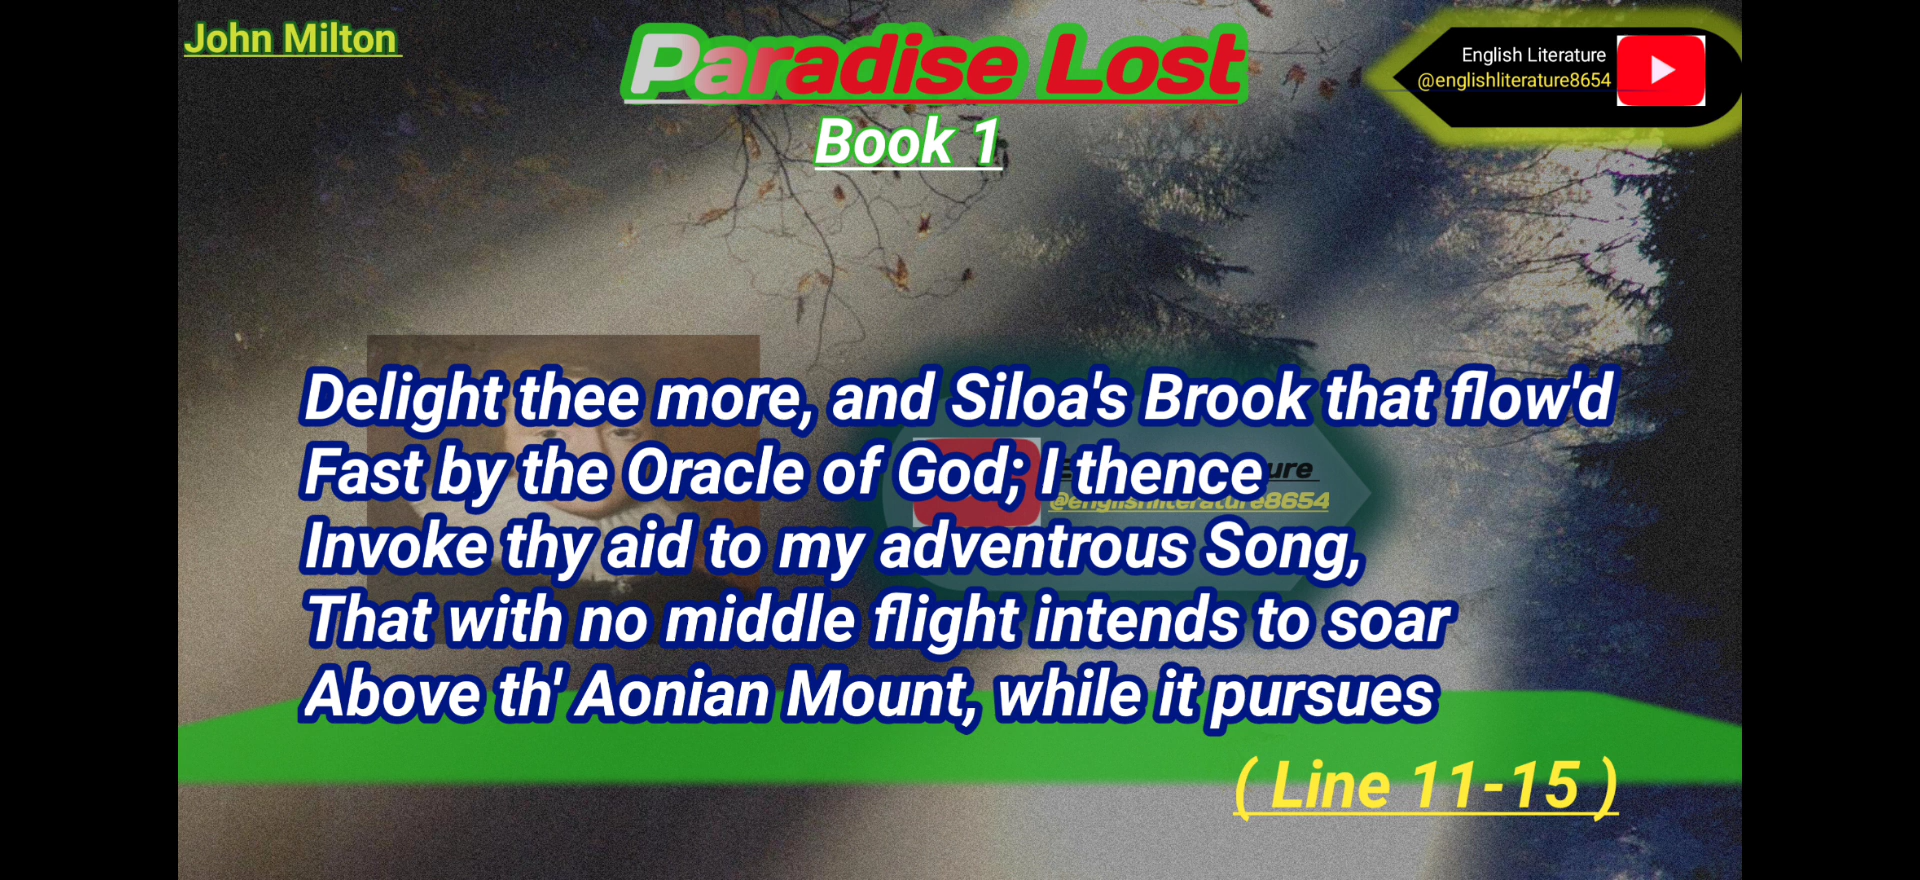 John Milton
Paradise Lost
Book 1
English Literature
@englishliterature8654
Delight thee more, and Siloa's Brook that flow'd
Fast by the Oracle of God; I thence
@englishliterature8654
Invoke thy aid to my adventrous Song,
That with no middle flight intends to soar
Above th' Aonian Mount, while it pursues
( Line 11-15 )